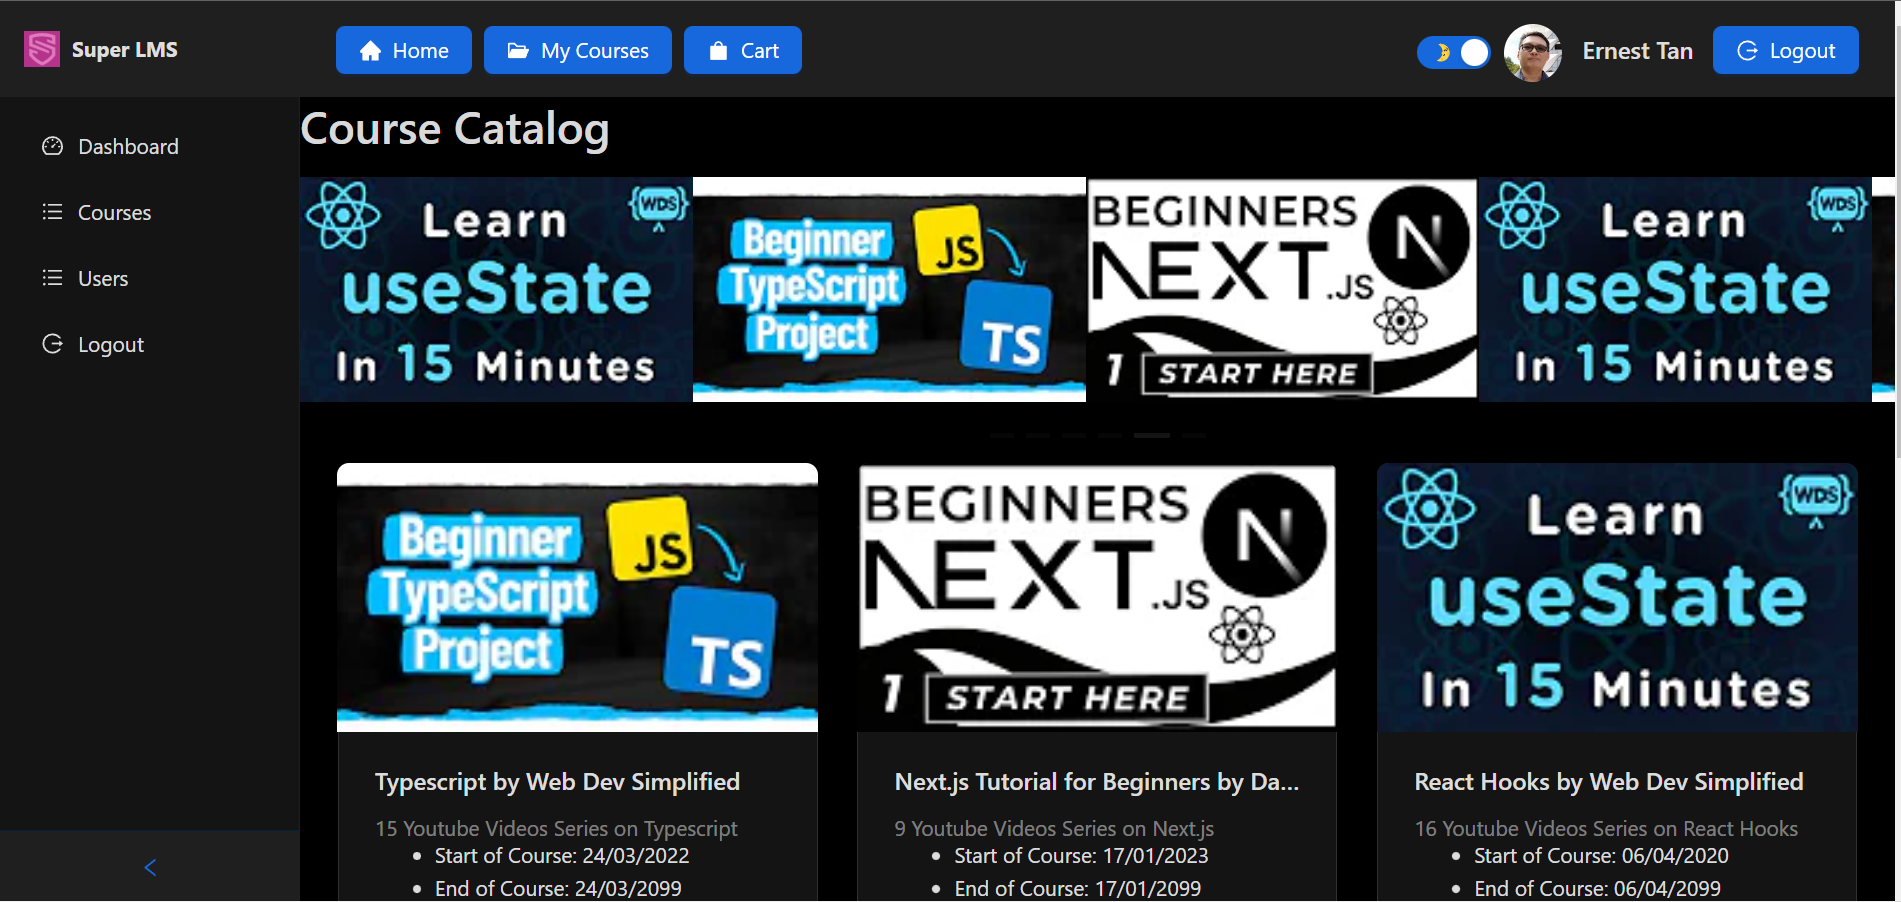 Super LMS
Home
My Courses
Cart
Ernest Tan
Logout
Dashboard
Courses
Users
Logout
Course Catalog
Learn
WDS
useState
In 15 Minutes
Beginner
TypeScript
Project
JS
TS
BEGINNERS
N
NEXT.JS
1 START HERE
Learn
WDS
useState
In 15 Minutes
Beginner
TypeScript
Project
JS
TS
BEGINNERS
N
NEXT.JS
1 START HERE
Learn
WDS
useState
In 15 Minutes
Typescript by Web Dev Simplified
15 Youtube Videos Series on Typescript
• Start of Course: 24/03/2022
• End of Course: 24/03/2099
Next.js Tutorial for Beginners by Da...
9 Youtube Videos Series on Next.js
• Start of Course: 17/01/2023
• End of Course: 17/01/2099
React Hooks by Web Dev Simplified
16 Youtube Videos Series on React Hooks
• Start of Course: 06/04/2020
• End of Course: 06/04/2099